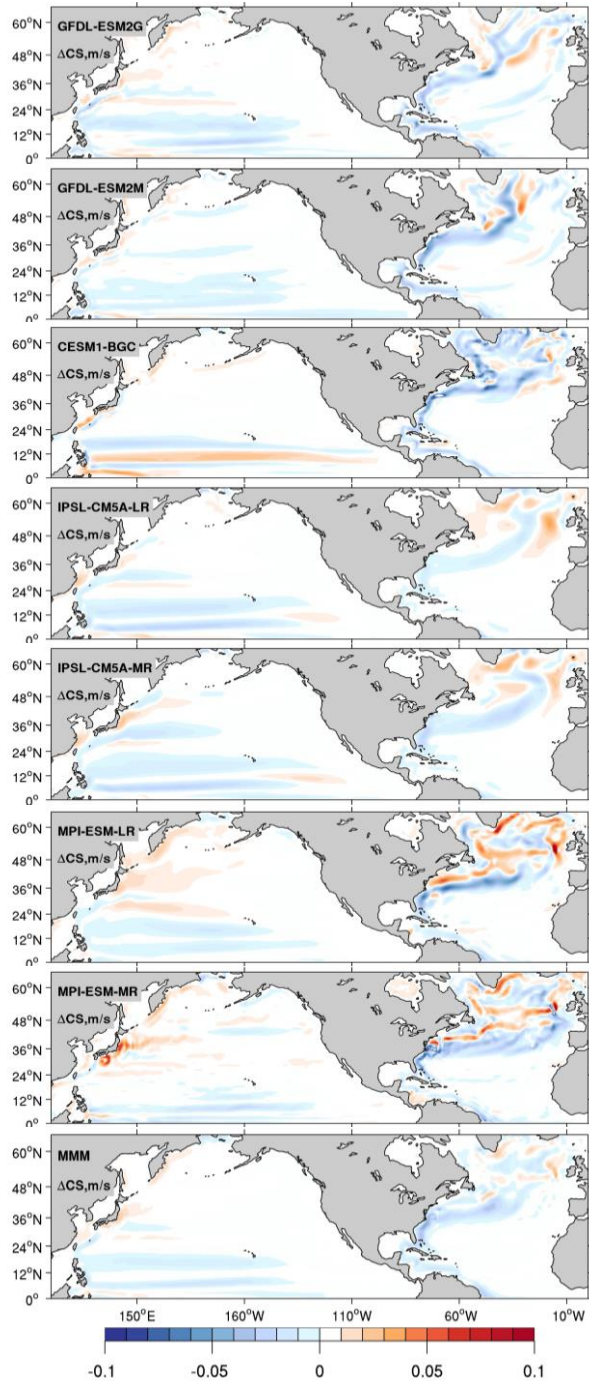 GFDL-ESM2G
ΔCS,m/s
60°N
48°N
36°N
24°N
12°N
0°
GFDL-ESM2M
ΔCS,m/s
60°N
48°N
36°N
24°N
12°N
0°
CESM1-BGC
ΔCS,m/s
60°N
48°N
36°N
24°N
12°N
0°
IPSL-CM5A-LR
ΔCS,m/s
60°N
48°N
36°N
24°N
12°N
0°
IPSL-CM5A-MR
ΔCS,m/s
60°N
48°N
36°N
24°N
12°N
0°
MPI-ESM-LR
ΔCS,m/s
60°N
48°N
36°N
24°N
12°N
0°
MPI-ESM-MR
ΔCS,m/s
60°N
48°N
36°N
24°N
12°N
0°
MMM
ΔCS,m/s
60°N
48°N
36°N
24°N
12°N
0°
150°E 160°W 110°W 60°W 10°W
-0.1 -0.05 0 0.05 0.1